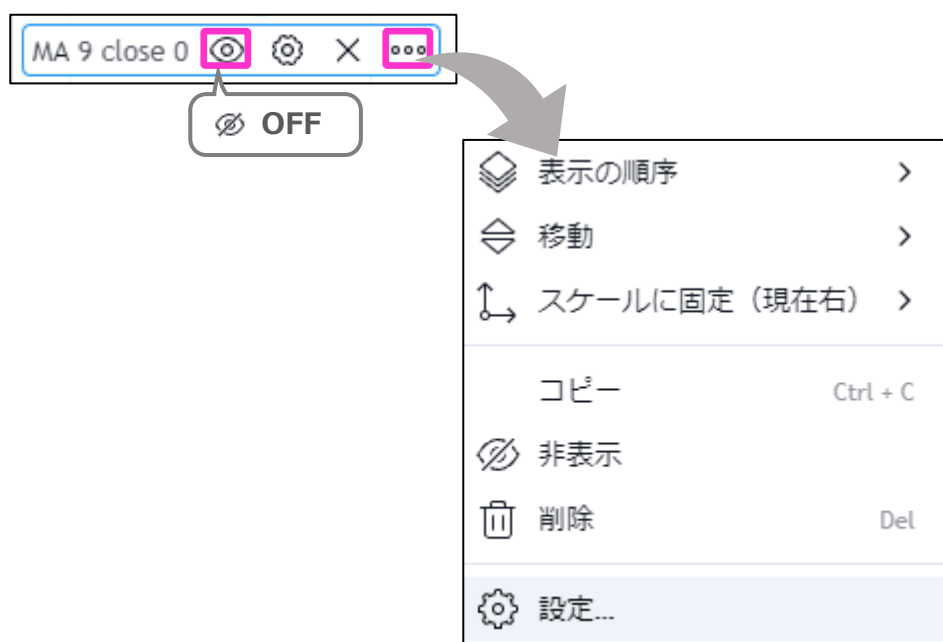 MA 9 close 0
OFF
表示の順序
移動
スケールに固定（現在右）
コピー Ctrl + C
非表示
削除 Del
設定...